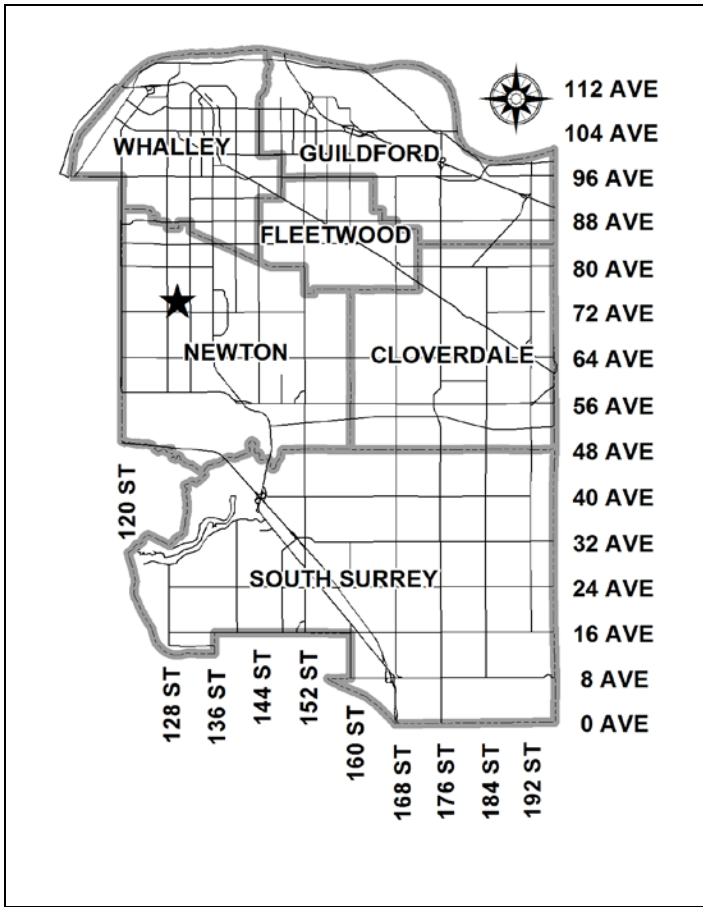 112 AVE
104 AVE
WHALLEY
GUILDFORD
96 AVE
88 AVE
FLEETWOOD
80 AVE
72 AVE
NEWTON
CLOVERDALE
64 AVE
56 AVE
48 AVE
120 ST
40 AVE
32 AVE
SOUTH SURREY
24 AVE
16 AVE
8 AVE
0 AVE
128 ST
136 ST
144 ST
152 ST
160 ST
168 ST
176 ST
184 ST
192 ST